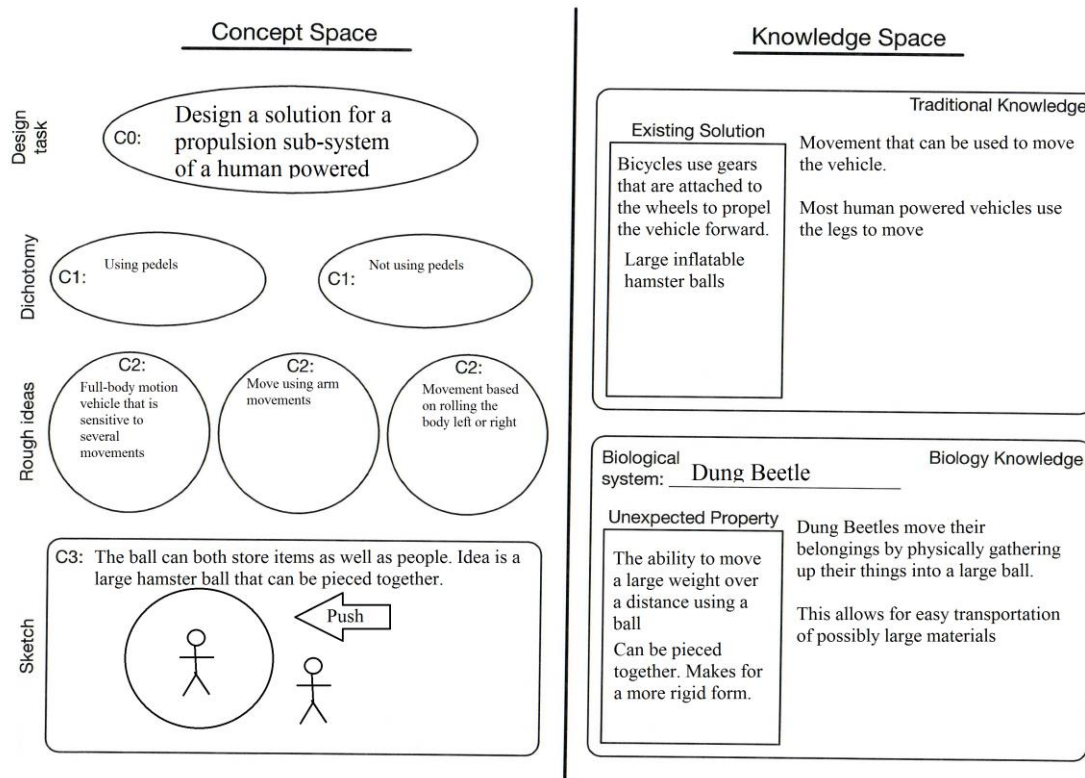 Concept Space
Design
task
C0:
Design a solution for a
propulsion sub-system
of a human powered
Dichotomy
C1:
Using pedels
C1:
Not using pedels
Rough ideas
C2:
Full-body motion
vehicle that is
sensitive to
several
movements
C2:
Move using arm
movements
C2:
Movement based
on rolling the
body left or right
Sketch
C3: The ball can both store items as well as people. Idea is a
large hamster ball that can be pieced together.
Push
Knowledge Space
Traditional Knowledge
Existing Solution
Bicycles use gears
that are attached to
the wheels to propel
the vehicle forward.
Large inflatable
hamster balls
Movement that can be used to move
the vehicle.
Most human powered vehicles use
the legs to move
Biological
system: Dung Beetle
Biology Knowledge
Unexpected Property
The ability to move
a large weight over
a distance using a
ball
Can be pieced
together. Makes for
a more rigid form.
Dung Beetles move their
belongings by physically gathering
up their things into a large ball.
This allows for easy transportation
of possibly large materials